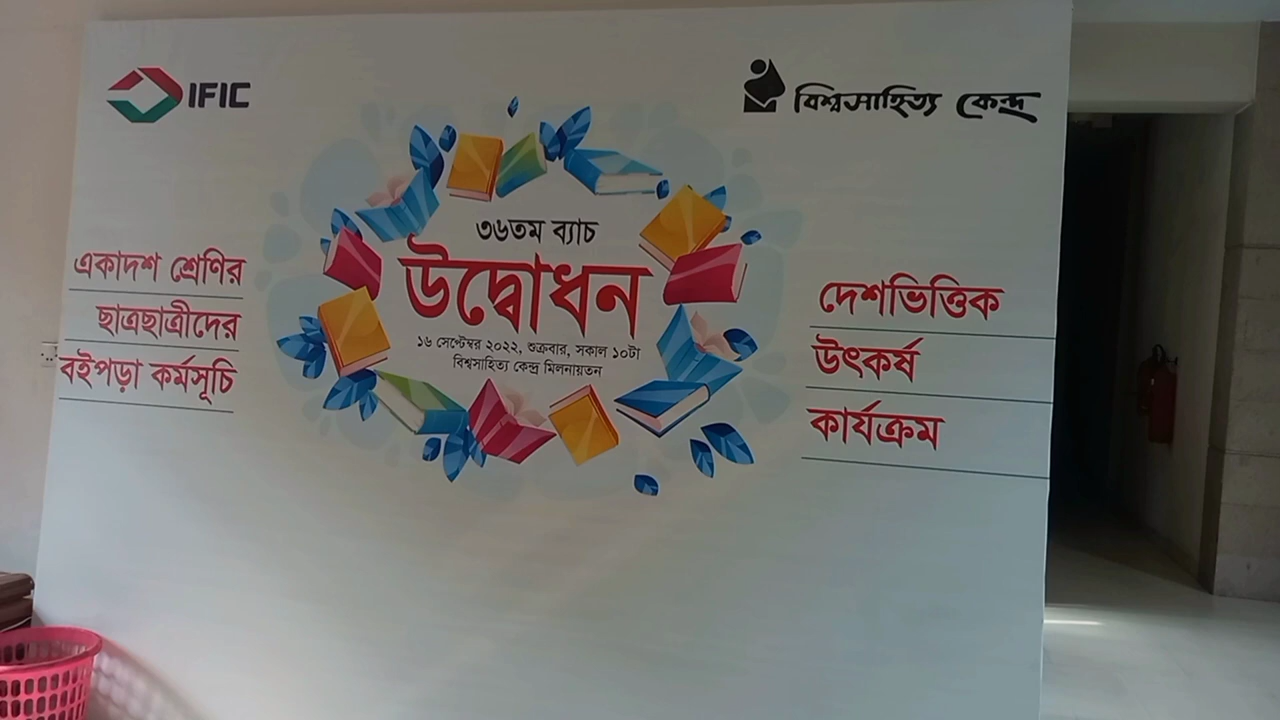 IFIC
বিশ্বসাহিত্য কেন্দ্র
একাদশ শ্রেণির
ছাত্রছাত্রীদের
বইপড়া কর্মসূচি
৩৬তম ব্যাচ
উদ্বোধন
১৬ সেপ্টেম্বর ২০২২, শুক্রবার, সকাল ১০টা
বিশ্বসাহিত্য কেন্দ্র মিলনায়তন
দেশভিত্তিক
উৎকর্ষ
কার্যক্রম